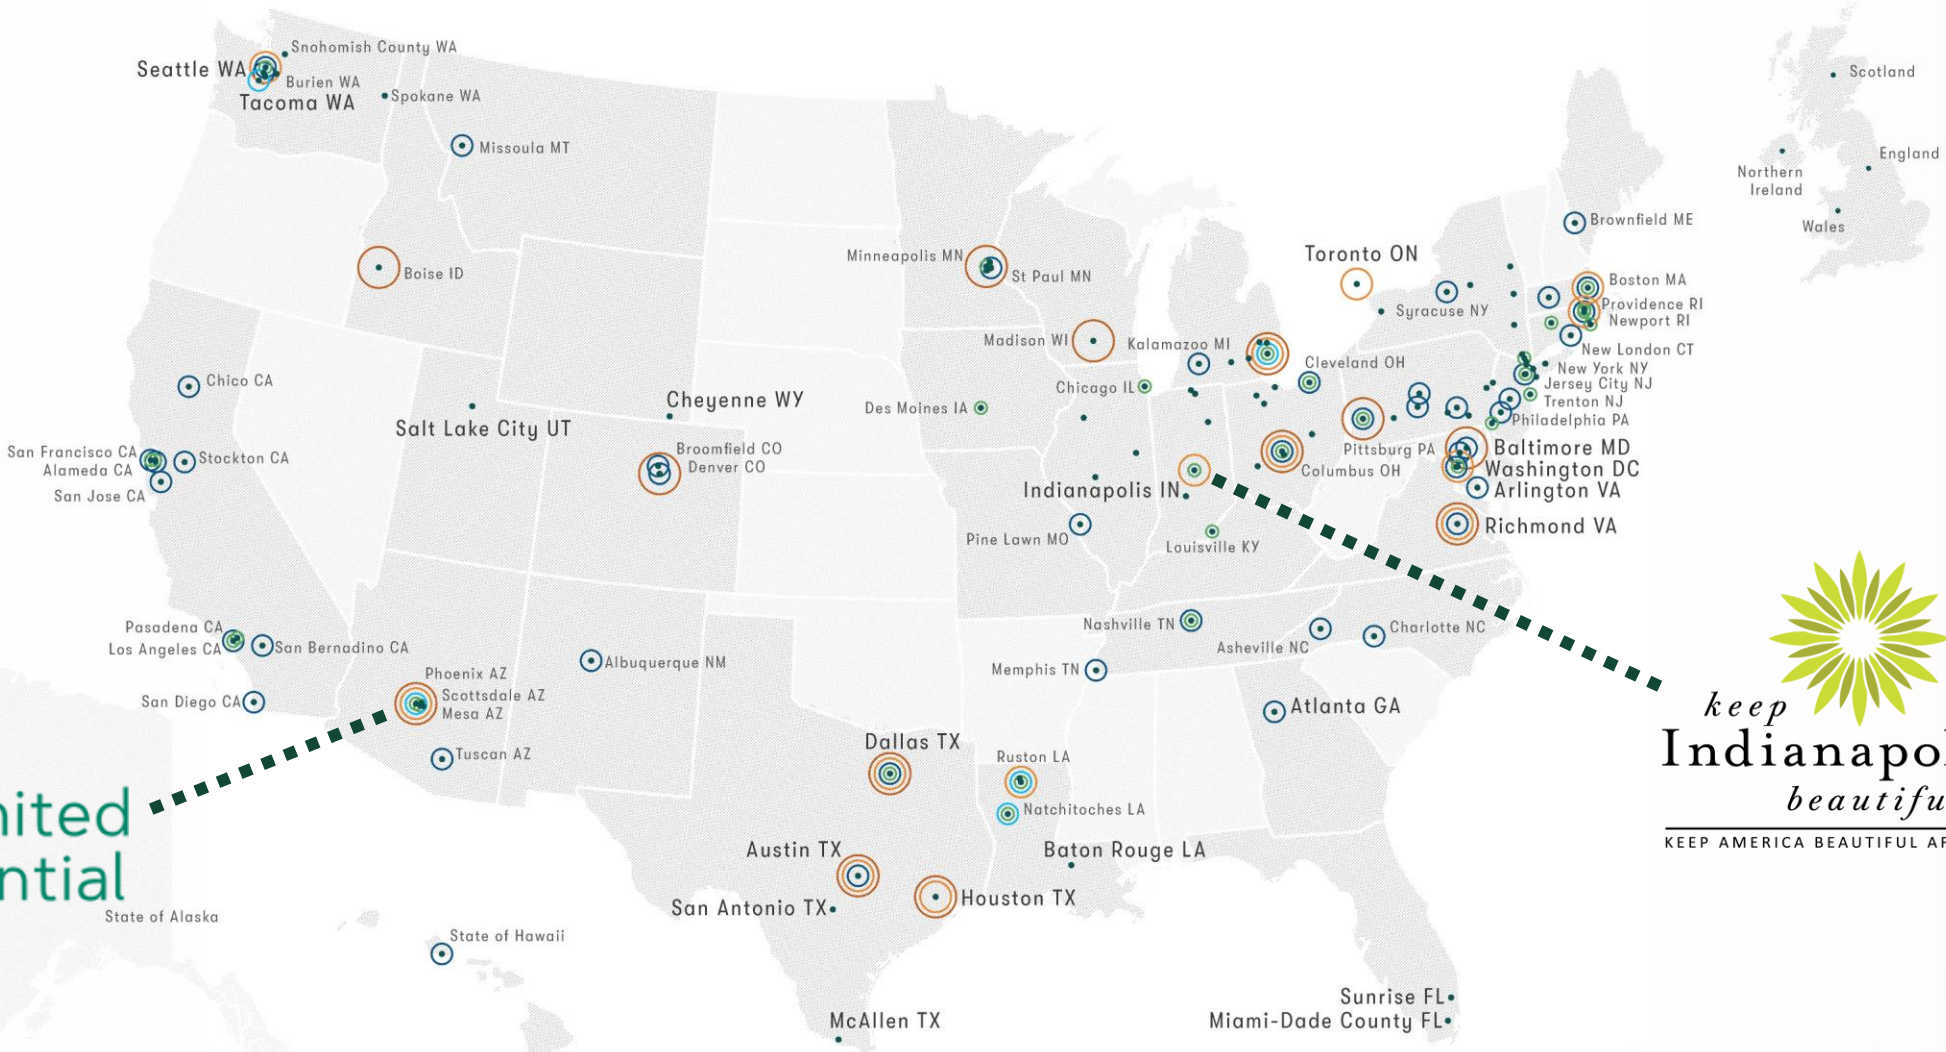 Snohomish County WA
Seattle WA
Burien WA
Tacoma WA
Spokane WA
Missoula MT
Scotland
England
Northern
Ireland
Wales
Brownfield ME
Minneapolis MN
St Paul MN
Boise ID
Toronto ON
Boston MA
Providence RI
Newport RI
Syracuse NY
Madison WI
Kalamazoo MI
New London CT
Cleveland OH
New York NY
Jersey City NJ
Chicago IL
Trenton NJ
Chico CA
Des Moines IA
Philadelphia PA
Cheyenne WY
Salt Lake City UT
San Francisco CA
Alameda CA
Stockton CA
San Jose CA
Broomfield CO
Denver CO
Pittsburg PA
Baltimore MD
Columbus OH
Washington DC
Indianapolis IN
Arlington VA
Richmond VA
Pine Lawn MO
Louisville KY
Pasadena CA
Los Angeles CA
San Bernadino CA
Nashville TN
Asheville NC
Charlotte NC
Albuquerque NM
Memphis TN
Phoenix AZ
Scottsdale AZ
Mesa AZ
San Diego CA
Atlanta GA
keep
Indianapol
beautifu
KEEP AMERICA BEAUTIFUL AF
Tuscan AZ
Dallas TX
Ruston LA
Natchitoches LA
nited
ntial
Austin TX
Baton Rouge LA
San Antonio TX
Houston TX
State of Alaska
State of Hawaii
Sunrise FL
Miami-Dade County FL
McAllen TX